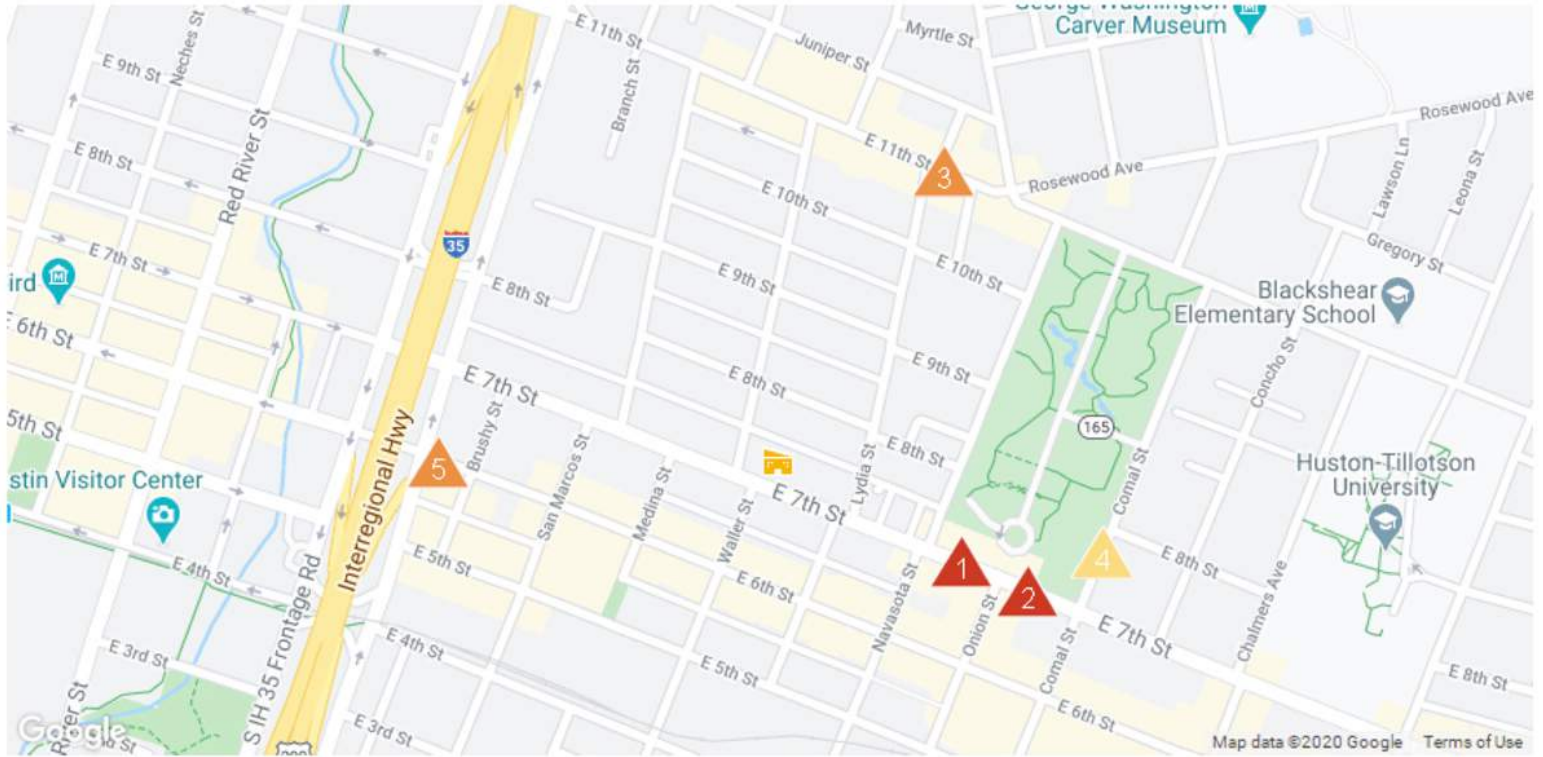 George Washington
Carver Museum
E 11th St
Juniper St
Myrtle St
Neches St
E 9th St
Branch St
Rosewood Ave
Red River St
E 8th St
E 11th St
3
Rosewood Ave
Lawson Ln
Leona St
E 10th St
Gregory St
E 7th St
35
E 9th St
E 10th St
ird
E 8th St
Blackshear
Elementary School
E 6th St
E 7th St
E 8th St
E 9th St
Concho St
5th St
Interregional Hwy
5
Brushy St
San Marcos St
Medina St
Waller St
E 7th St
Lydia St
E 8th St
165
Comal St
Huston-Tillotson
University
stin Visitor Center
E 4th St
E 5th St
E 6th St
Navasota St
1
2
4
Onion St
Comal St
E 7th St
E 8th St
Chalmers Ave
E 3rd St
S IH 35 Frontage Rd
E 4th St
E 5th St
E 6th St
E 8th St
River St
E 3rd St
Google
Map data ©2020 Google
Terms of Use